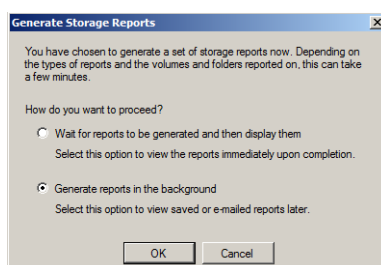 Generate Storage Reports
You have chosen to generate a set of storage reports now. Depending on
the types of reports and the volumes and folders reported on, this can take
a few minutes.
How do you want to proceed?
Wait for reports to be generated and then display them
Select this option to view the reports immediately upon completion.
Generate reports in the background
Select this option to view saved or e-mailed reports later.
OK Cancel